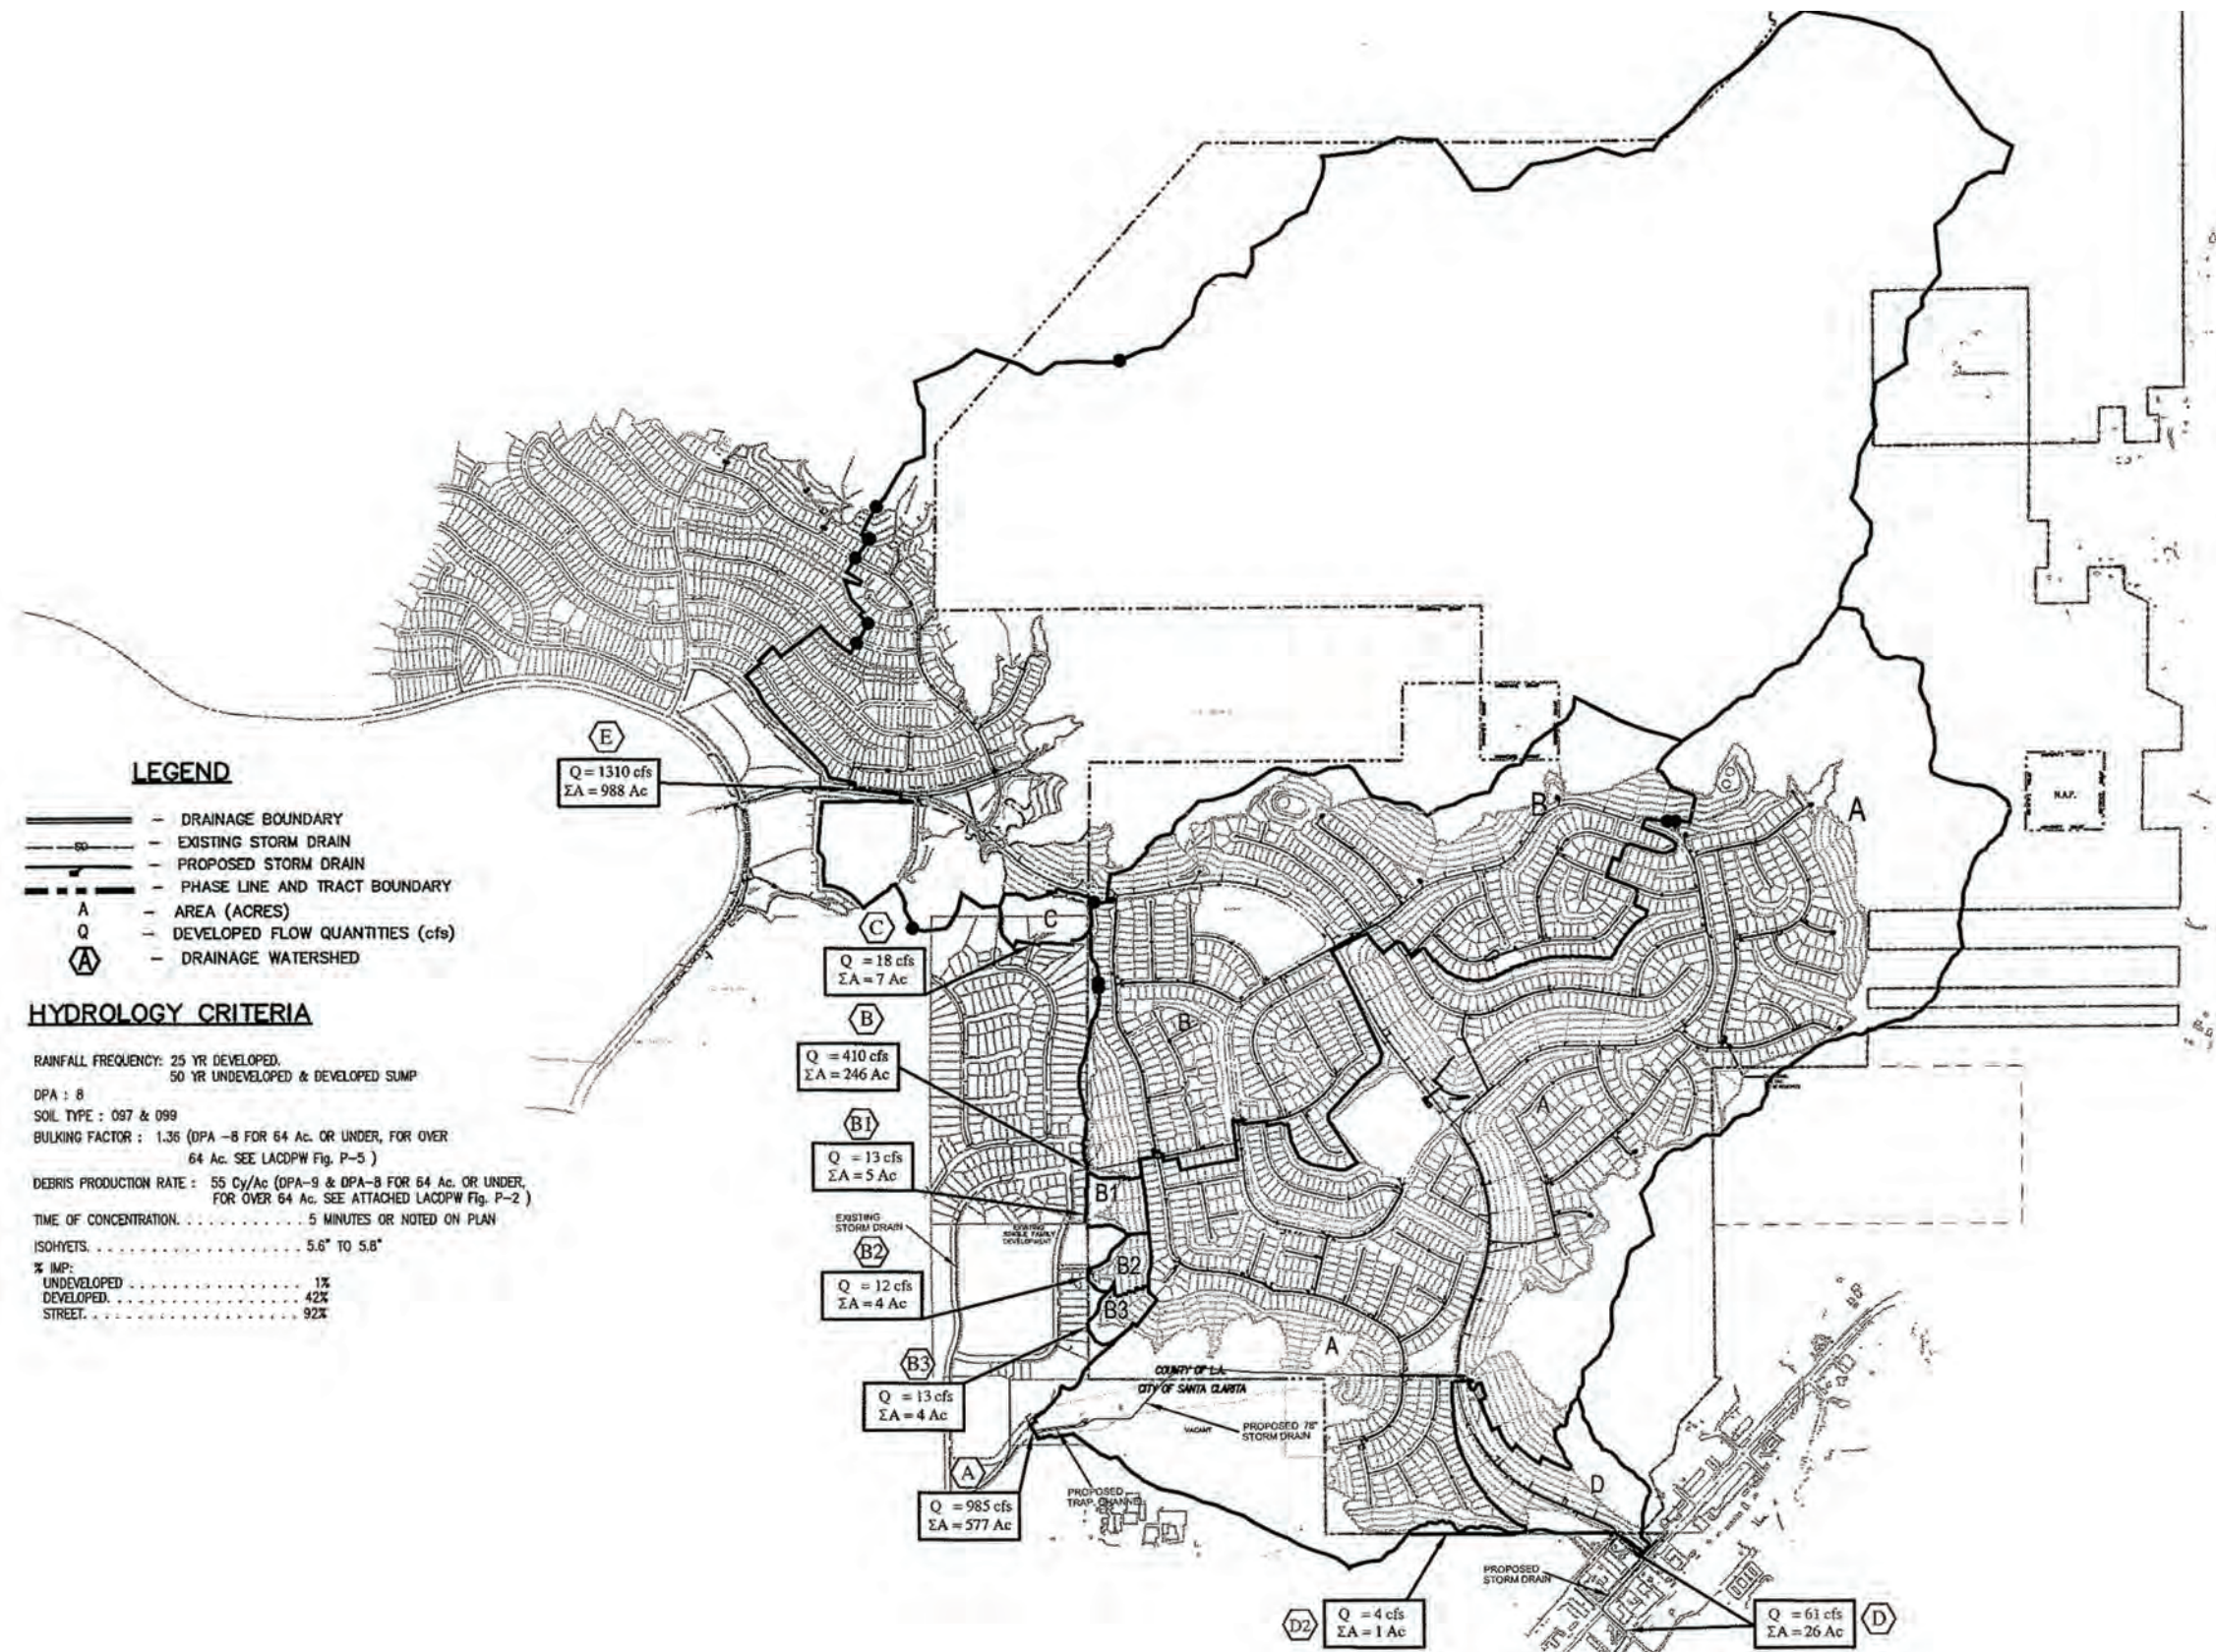 LEGEND
– DRAINAGE BOUNDARY
SD – EXISTING STORM DRAIN
– PROPOSED STORM DRAIN
– PHASE LINE AND TRACT BOUNDARY
A – AREA (ACRES)
Q – DEVELOPED FLOW QUANTITIES (cfs)
A – DRAINAGE WATERSHED
HYDROLOGY CRITERIA
RAINFALL FREQUENCY: 25 YR DEVELOPED.
50 YR UNDEVELOPED & DEVELOPED SUMP
DPA : 8
SOIL TYPE : 097 & 099
BULKING FACTOR : 1.36 (DPA -8 FOR 64 Ac. OR UNDER, FOR OVER
64 Ac. SEE LACDPW Fig. P-5 )
DEBRIS PRODUCTION RATE : 55 Cy/Ac (DPA-9 & DPA-8 FOR 64 Ac. OR UNDER,
FOR OVER 64 Ac. SEE ATTACHED LACDPW Fig. P-2 )
TIME OF CONCENTRATION. . . . . . . . . . . . 5 MINUTES OR NOTED ON PLAN
ISOHYETS. . . . . . . . . . . . . . . . . . . . 5.6" TO 5.8"
% IMP:
UNDEVELOPED . . . . . . . . . . . . . . . . . . 1%
DEVELOPED. . . . . . . . . . . . . . . . . . . . 42%
STREET. . . . . . . . . . . . . . . . . . . . . . 92%
E
Q = 1310 cfs
ΣA = 988 Ac
C
Q = 18 cfs
ΣA = 7 Ac
B
Q = 410 cfs
ΣA = 246 Ac
B1
Q = 13 cfs
ΣA = 5 Ac
EXISTING
STORM DRAIN
B2
Q = 12 cfs
ΣA = 4 Ac
B3
Q = 13 cfs
ΣA = 4 Ac
A
Q = 985 cfs
ΣA = 577 Ac
D2
Q = 4 cfs
ΣA = 1 Ac
Q = 61 cfs
ΣA = 26 Ac
D
B
A
N.A.P.
C
B
A
B1
EXISTING
SINGLE FAMILY
DEVELOPMENT
B2
B3
A
COUNTY OF L.A.
CITY OF SANTA CLARITA
VACANT
PROPOSED 78"
STORM DRAIN
PROPOSED
TRAP. CHANNEL
D
PROPOSED
STORM DRAIN